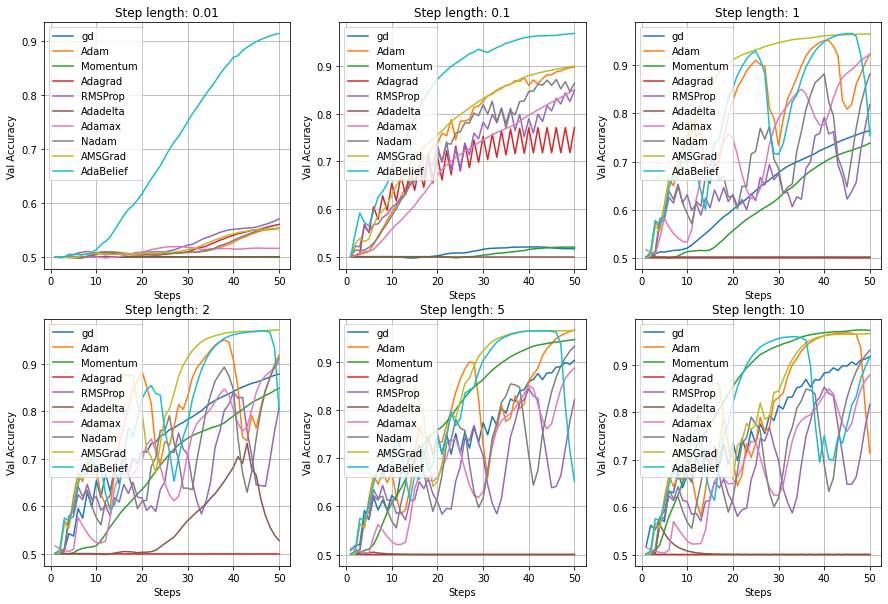 Step length: 0.01
Val Accuracy
0.9
0.8
0.7
0.6
0.5
gd
Adam
Momentum
Adagrad
RMSProp
Adadelta
Adamax
Nadam
AMSGrad
AdaBelief
0 10 20 30 40 50
Steps
Step length: 0.1
Val Accuracy
0.9
0.8
0.7
0.6
0.5
gd
Adam
Momentum
Adagrad
RMSProp
Adadelta
Adamax
Nadam
AMSGrad
AdaBelief
0 10 20 30 40 50
Steps
Step length: 1
Val Accuracy
0.9
0.8
0.7
0.6
0.5
gd
Adam
Momentum
Adagrad
RMSProp
Adadelta
Adamax
Nadam
AMSGrad
AdaBelief
0 10 20 30 40 50
Steps
Step length: 2
Val Accuracy
0.9
0.8
0.7
0.6
0.5
gd
Adam
Momentum
Adagrad
RMSProp
Adadelta
Adamax
Nadam
AMSGrad
AdaBelief
0 10 20 30 40 50
Steps
Step length: 5
Val Accuracy
0.9
0.8
0.7
0.6
0.5
gd
Adam
Momentum
Adagrad
RMSProp
Adadelta
Adamax
Nadam
AMSGrad
AdaBelief
0 10 20 30 40 50
Steps
Step length: 10
Val Accuracy
0.9
0.8
0.7
0.6
0.5
gd
Adam
Momentum
Adagrad
RMSProp
Adadelta
Adamax
Nadam
AMSGrad
AdaBelief
0 10 20 30 40 50
Steps